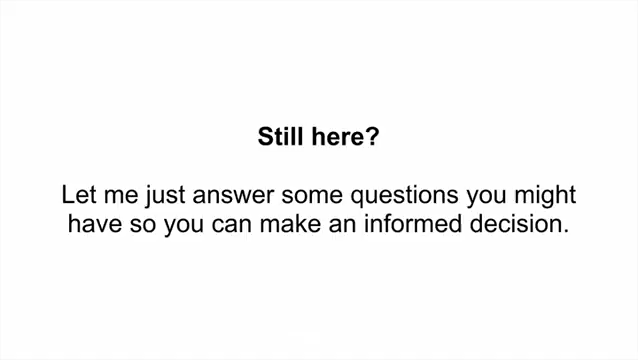 Still here?
Let me just answer some questions you might
have so you can make an informed decision.